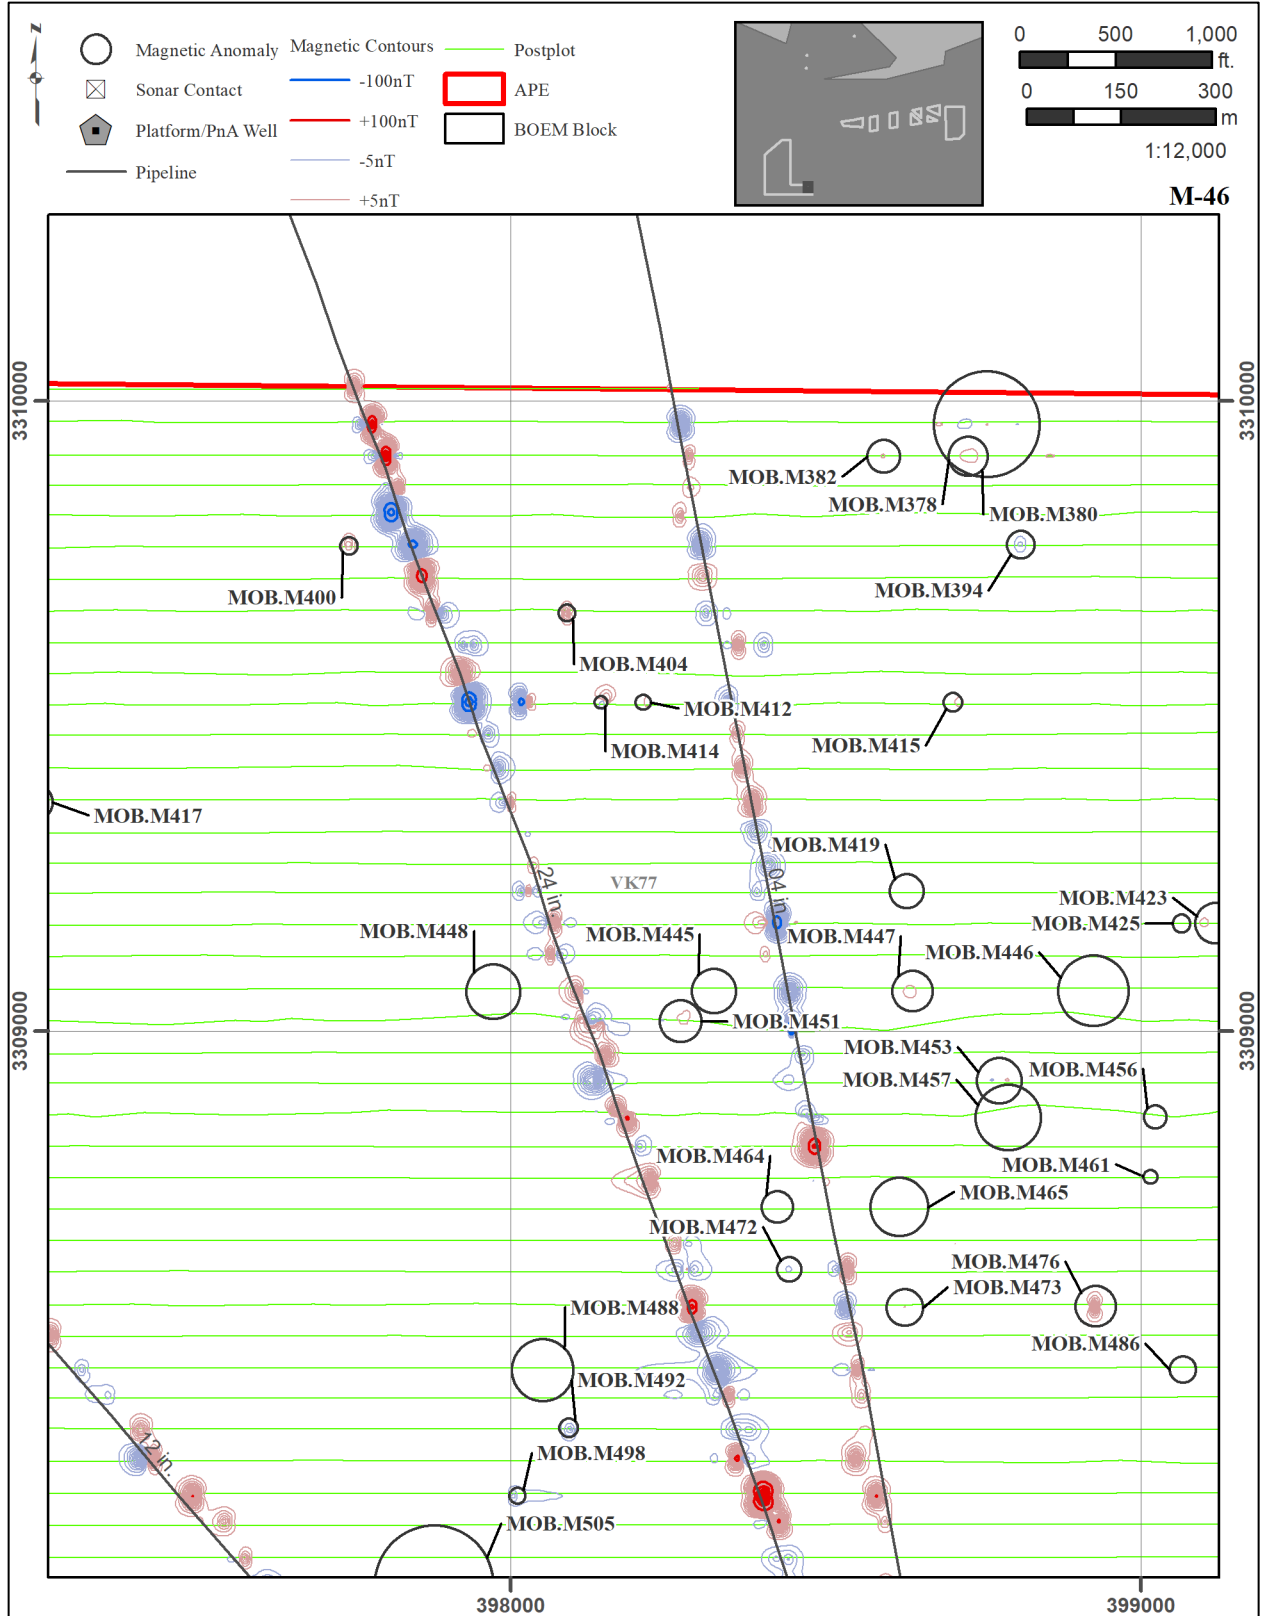 Z
Magnetic Anomaly
Sonar Contact
Platform/PnA Well
Pipeline
Magnetic Contours
-100nT
+100nT
-5nT
+5nT
Postplot
APE
BOEM Block
0 500 1,000
ft.
0 150 300
m
1:12,000
M-46
3310000
3310000
MOB.M382
MOB.M378
MOB.M380
MOB.M394
MOB.M400
MOB.M404
MOB.M412
MOB.M414
MOB.M415
MOB.M417
MOB.M419
24 in.
VK77
04 in.
MOB.M423
MOB.M425
MOB.M448
MOB.M445
MOB.M447
MOB.M446
MOB.M451
3309000
3309000
MOB.M453
MOB.M457
MOB.M456
MOB.M464
MOB.M461
MOB.M465
MOB.M472
MOB.M476
MOB.M473
MOB.M488
MOB.M486
MOB.M492
12 in.
MOB.M498
MOB.M505
398000
399000